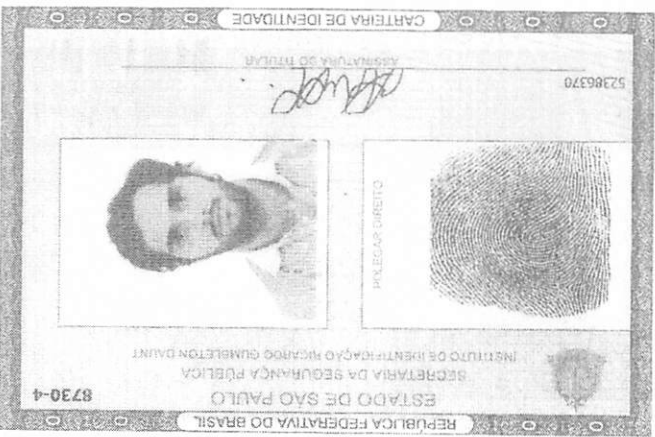 REPÚBLICA FEDERATIVA DO BRASIL
ESTADO DE SÃO PAULO
8730-4
SECRETARIA DA SEGURANÇA PÚBLICA
INSTITUTO DE IDENTIFICAÇÃO RICARDO GUMBLETON DAUNT
POLEGAR DIREITO
52386370
ASSINATURA DO TITULAR
CARTEIRA DE IDENTIDADE